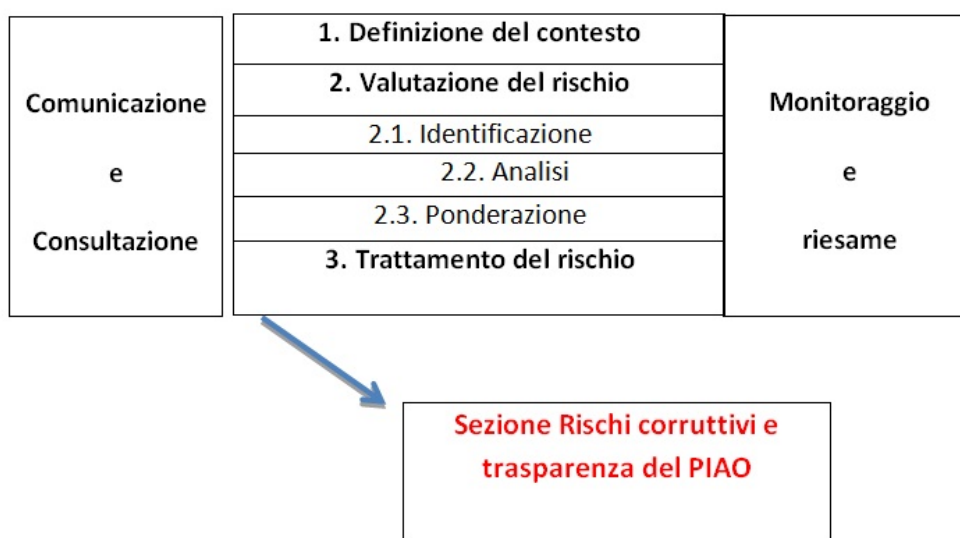 Comunicazione
e
Consultazione
1. Definizione del contesto
2. Valutazione del rischio
2.1. Identificazione
2.2. Analisi
2.3. Ponderazione
3. Trattamento del rischio
Monitoraggio
e
riesame
Sezione Rischi corruttivi e
trasparenza del PIAO